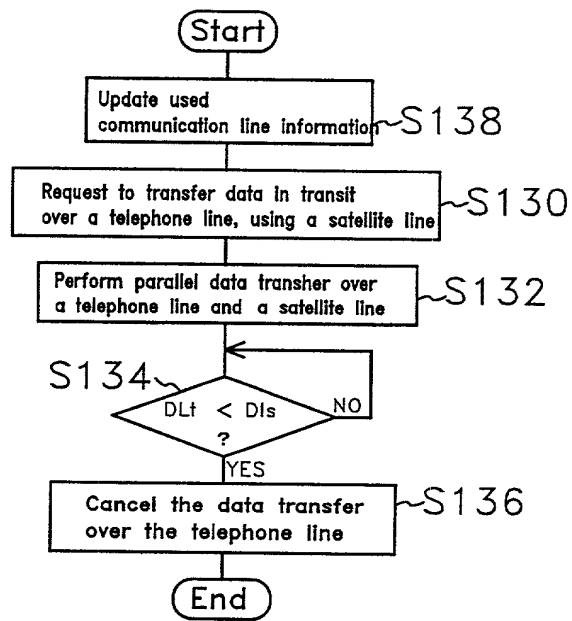 Start
Update used
communication line information
S138
Request to transfer data in transit
over a telephone line, using a satellite line
S130
Perform parallel data transher over
a telephone line and a satellite line
S132
S134
DLt < DIs
?
NO
YES
Cancel the data transfer
over the telephone line
S136
End